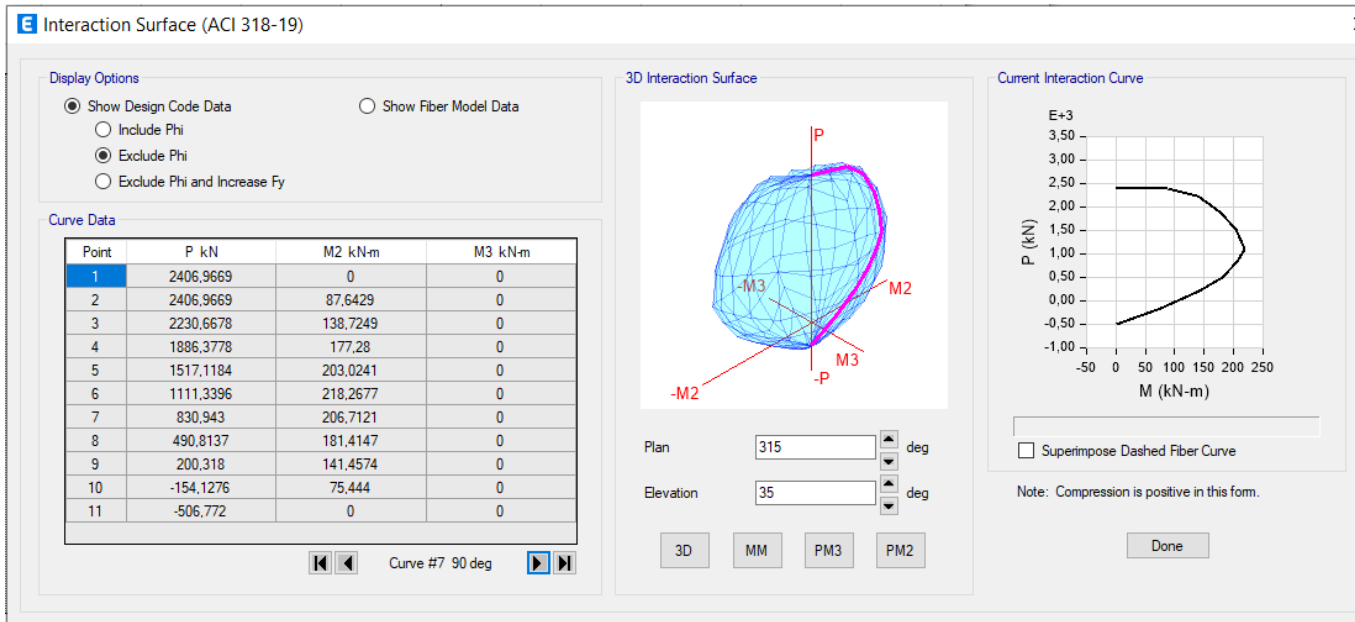 E Interaction Surface (ACI 318-19)
Display Options
Show Design Code Data
Show Fiber Model Data
Include Phi
Exclude Phi
Exclude Phi and Increase Fy
Curve Data
Point P kN M2 kN-m M3 kN-m
1 2406,9669 0 0
2 2406,9669 87,6429 0
3 2230,6678 138,7249 0
4 1886,3778 177,28 0
5 1517,1184 203,0241 0
6 1111,3396 218,2677 0
7 830,943 206,7121 0
8 490,8137 181,4147 0
9 200,318 141,4574 0
10 -154,1276 75,444 0
11 -506,772 0 0
Curve #7 90 deg
3D Interaction Surface
P
-M3
M2
M3
-P
-M2
Plan 315 deg
Elevation 35 deg
3D MM PM3 PM2
Current Interaction Curve
E+3
3,50
3,00
2,50
2,00
1,50
1,00
0,50
0,00
-0,50
-1,00
P (kN)
-50 0 50 100 150 200 250
M (kN-m)
Superimpose Dashed Fiber Curve
Note: Compression is positive in this form.
Done